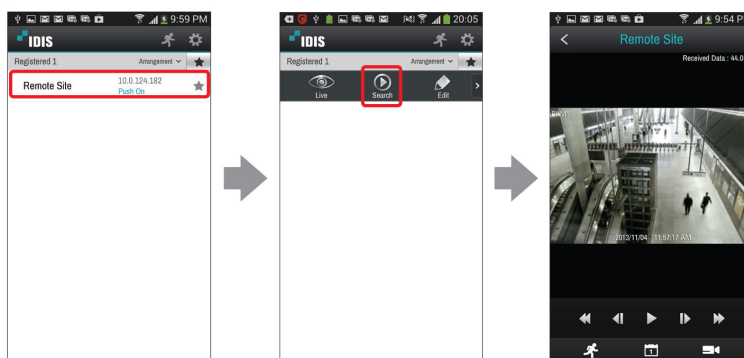 9:59 PM
IDIS
Registered 1
Arrangement
Remote Site
10.0.124.182
Push On
20:05
IDIS
Registered 1
Arrangement
Live
Search
Edit
9:54 P
Remote Site
Received Data : 44.0
2013/11/04 11:57:17 AM
1